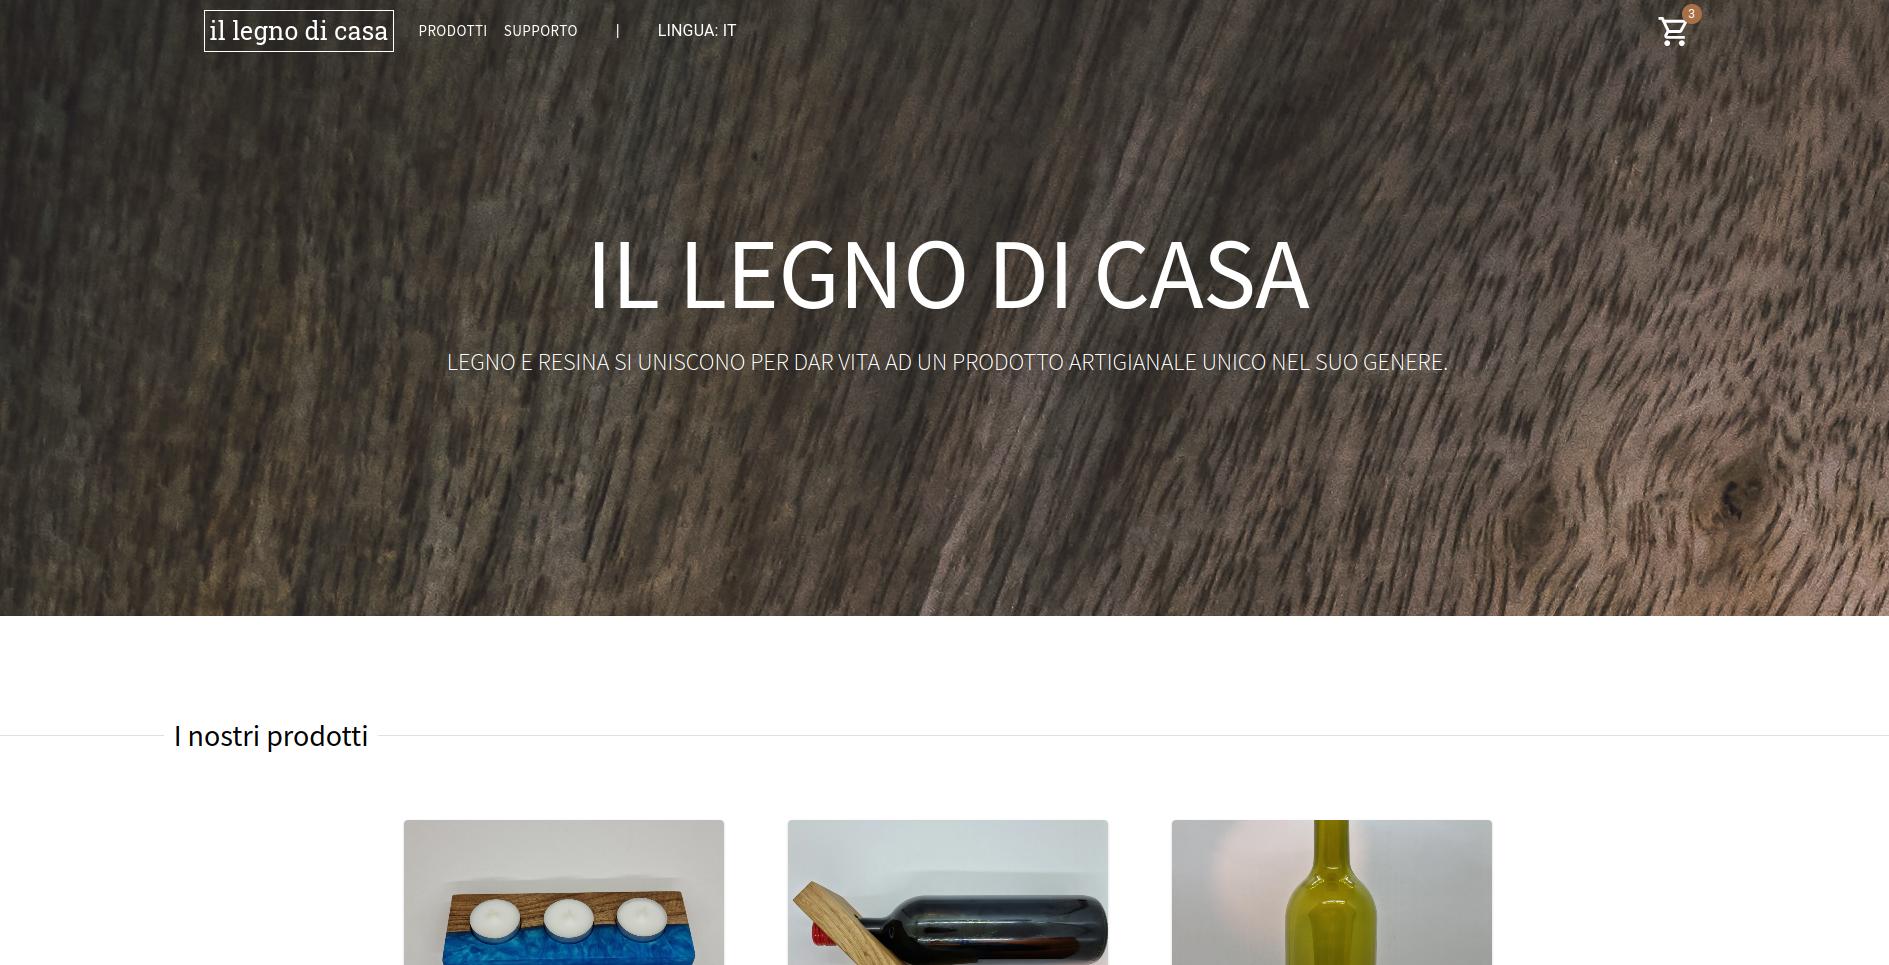 il legno di casa
PRODOTTI SUPPORTO | LINGUA: IT
3
IL LEGNO DI CASA
LEGNO E RESINA SI UNISCONO PER DAR VITA AD UN PRODOTTO ARTIGIANALE UNICO NEL SUO GENERE.
I nostri prodotti